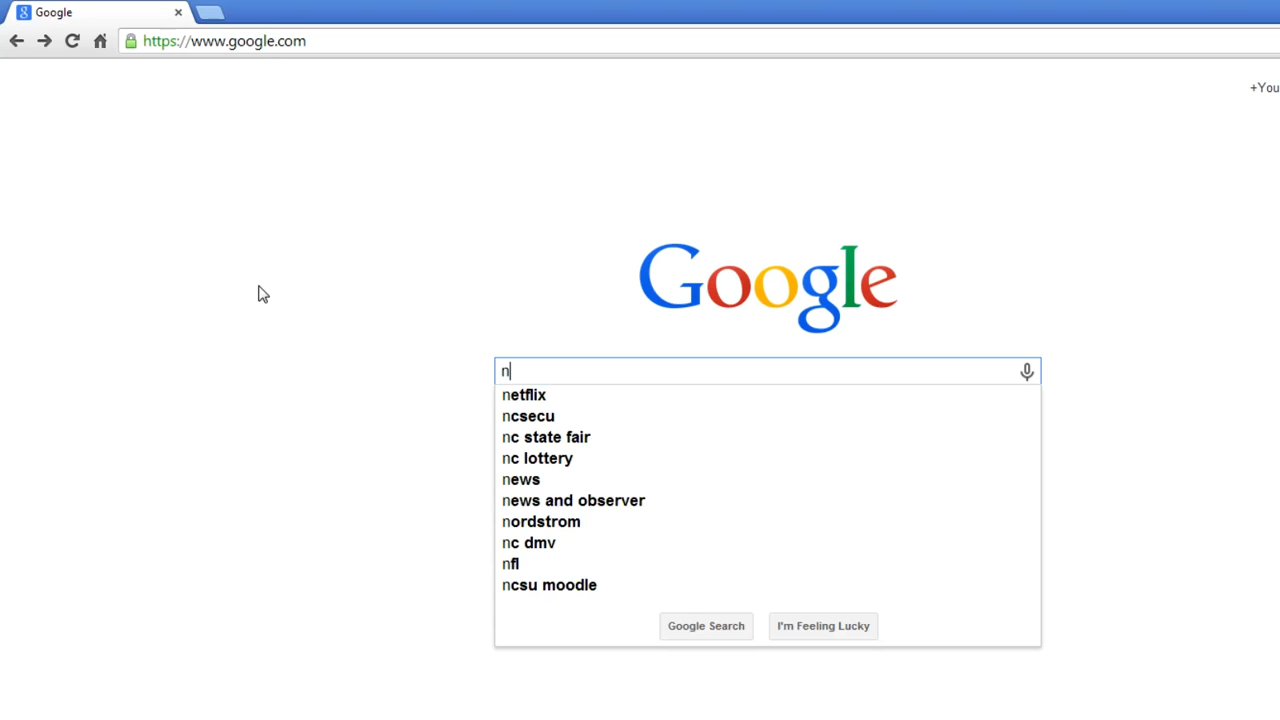 Google
https://www.google.com
+You
Google
n
netflix
ncsecu
nc state fair
nc lottery
news
news and observer
nordstrom
nc dmv
nfl
ncsu moodle
Google Search
I'm Feeling Lucky